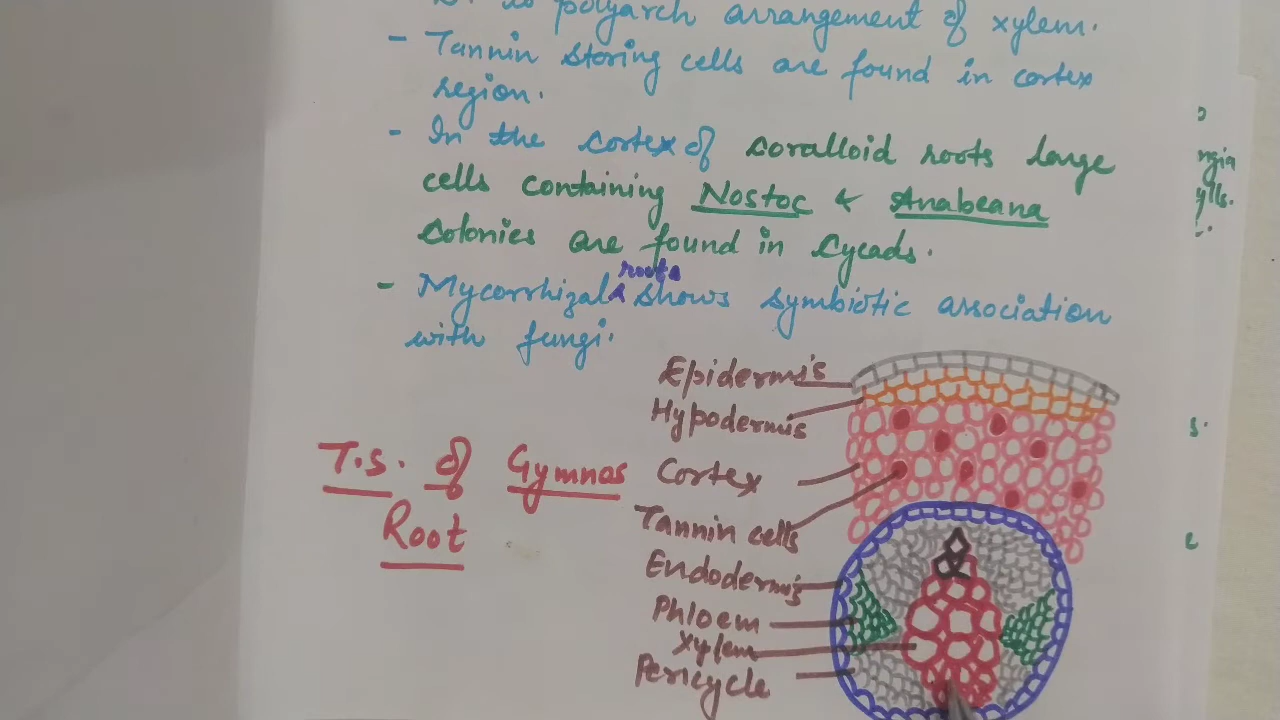 to polyarch arrangement of xylem.
- Tannin storing cells are found in cortex
region.
- In the cortex of coralloid roots large
cells containing Nostoc & Anabeana
colonies are found in Cycads.
roots
- Mycorrhizal shows symbiotic association
with fungi.
Epidermis
Hypodermis
T.S. of Gymnos
Root
Cortex
Tannin cells
Endodermis
Phloem
Xylem
Pericycle